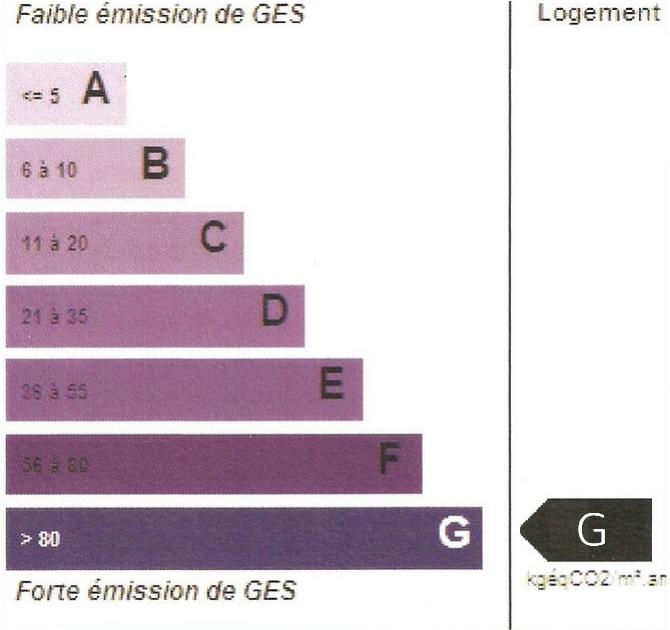 Faible émission de GES
Logement
<= 5 A
6 à 10 B
11 à 20 C
21 à 35 D
36 à 55 E
56 à 80 F
> 80 G
G
kgéqCO2/m².an
Forte émission de GES